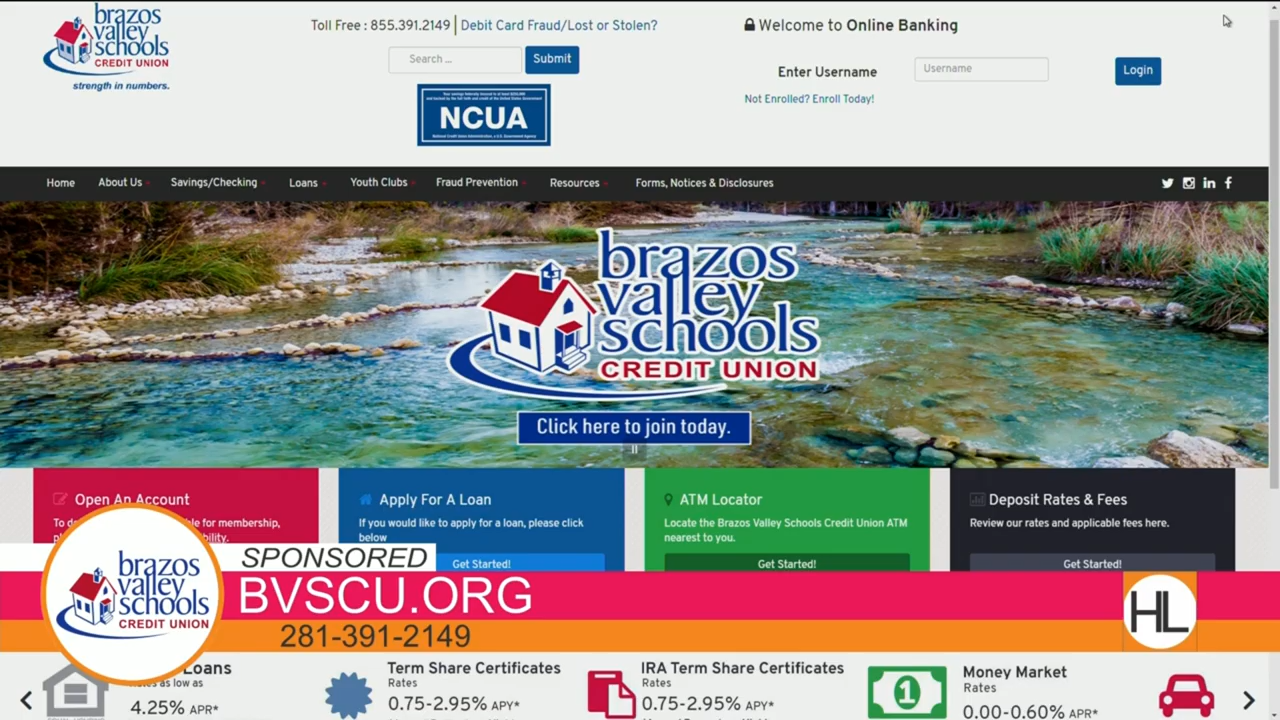 brazos
valley
schools
CREDIT UNION
strength in numbers.
Toll Free : 855.391.2149 | Debit Card Fraud/Lost or Stolen?
Search ...
Submit
NCUA
Welcome to Online Banking
Enter Username
Username
Login
Not Enrolled? Enroll Today!
Home About Us Savings/Checking Loans Youth Clubs Fraud Prevention Resources Forms, Notices & Disclosures
brazos
valley
schools
CREDIT UNION
Click here to join today.
Open An Account
for membership,
Apply For A Loan
If you would like to apply for a loan, please click
below
Get Started!
ATM Locator
Locate the Brazos Valley Schools Credit Union ATM
nearest to you.
Get Started!
Deposit Rates & Fees
Review our rates and applicable fees here.
Get Started!
brazos
valley
schools
CREDIT UNION
SPONSORED
BVSCU.ORG
281-391-2149
HL
Loans
as low as
4.25% APR*
Term Share Certificates
Rates
0.75-2.95% APY*
IRA Term Share Certificates
Rates
0.75-2.95% APY*
Money Market
Rates
0.00-0.60% APR*